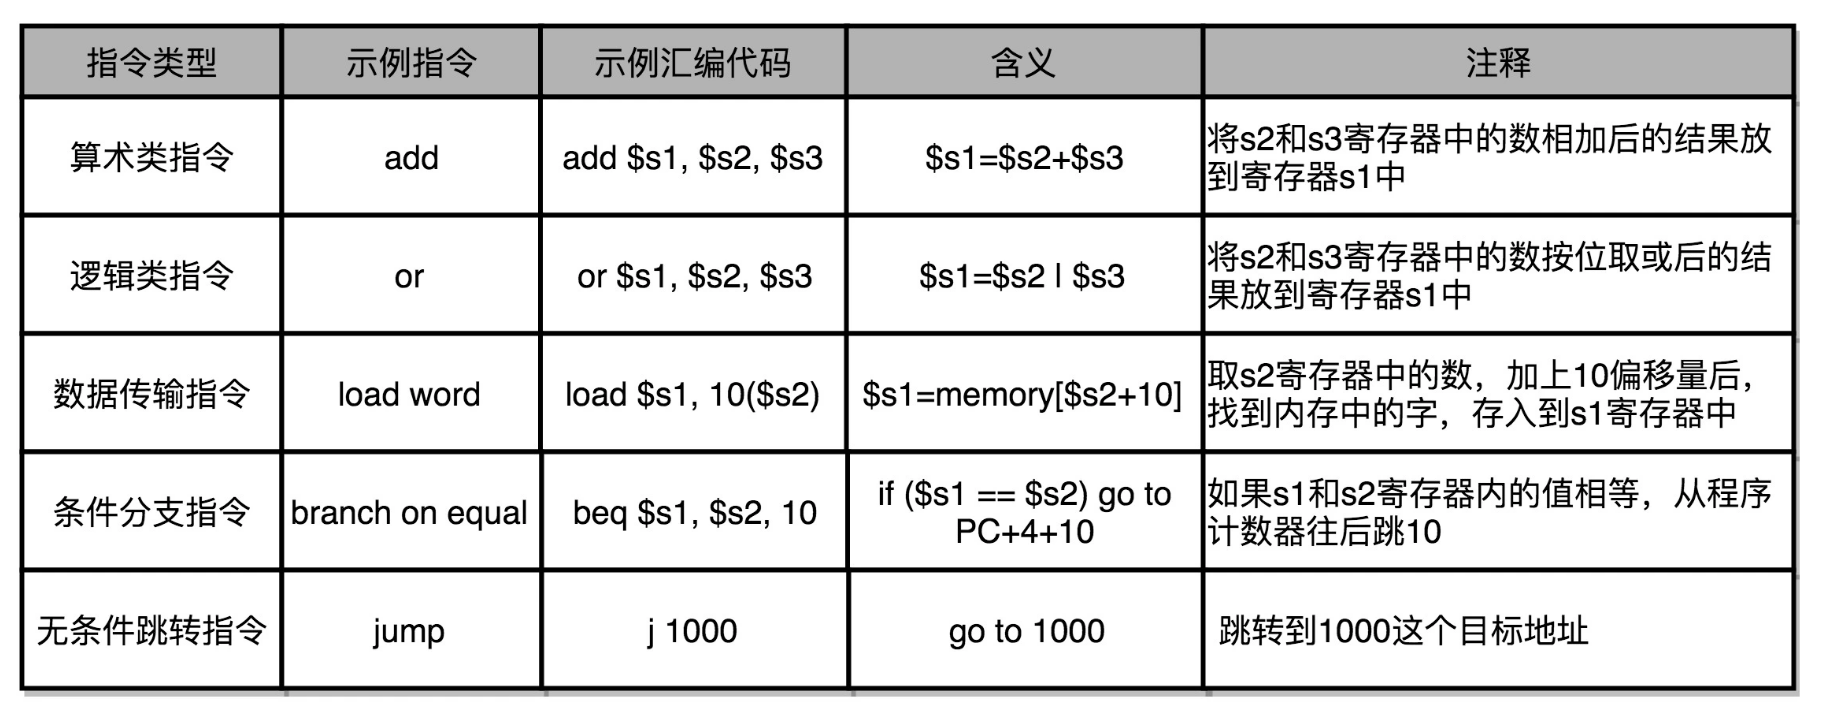 指令类型 示例指令 示例汇编代码 含义 注释
算术类指令 add add $s1, $s2, $s3 $s1=$s2+$s3 将s2和s3寄存器中的数相加后的结果放
到寄存器s1中
逻辑类指令 or or $s1, $s2, $s3 $s1=$s2 | $s3 将s2和s3寄存器中的数按位取或后的结
果放到寄存器s1中
数据传输指令 load word load $s1, 10($s2) $s1=memory[$s2+10] 取s2寄存器中的数，加上10偏移量后，
找到内存中的字，存入到s1寄存器中
条件分支指令 branch on equal beq $s1, $s2, 10 if ($s1 == $s2) go to
PC+4+10
如果s1和s2寄存器内的值相等，从程序
计数器往后跳10
无条件跳转指令 jump j 1000 go to 1000 跳转到1000这个目标地址